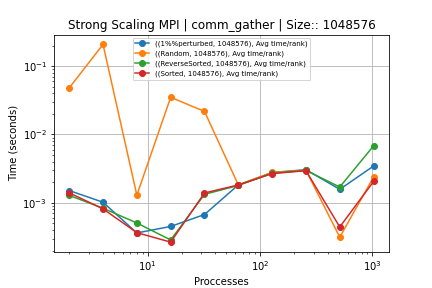 Strong Scaling MPI | comm_gather | Size:: 1048576
((1%%perturbed, 1048576), Avg time/rank)
((Random, 1048576), Avg time/rank)
((ReverseSorted, 1048576), Avg time/rank)
((Sorted, 1048576), Avg time/rank)
Time (seconds)
10⁻¹
10⁻²
10⁻³
10¹
10²
10³
Proccesses